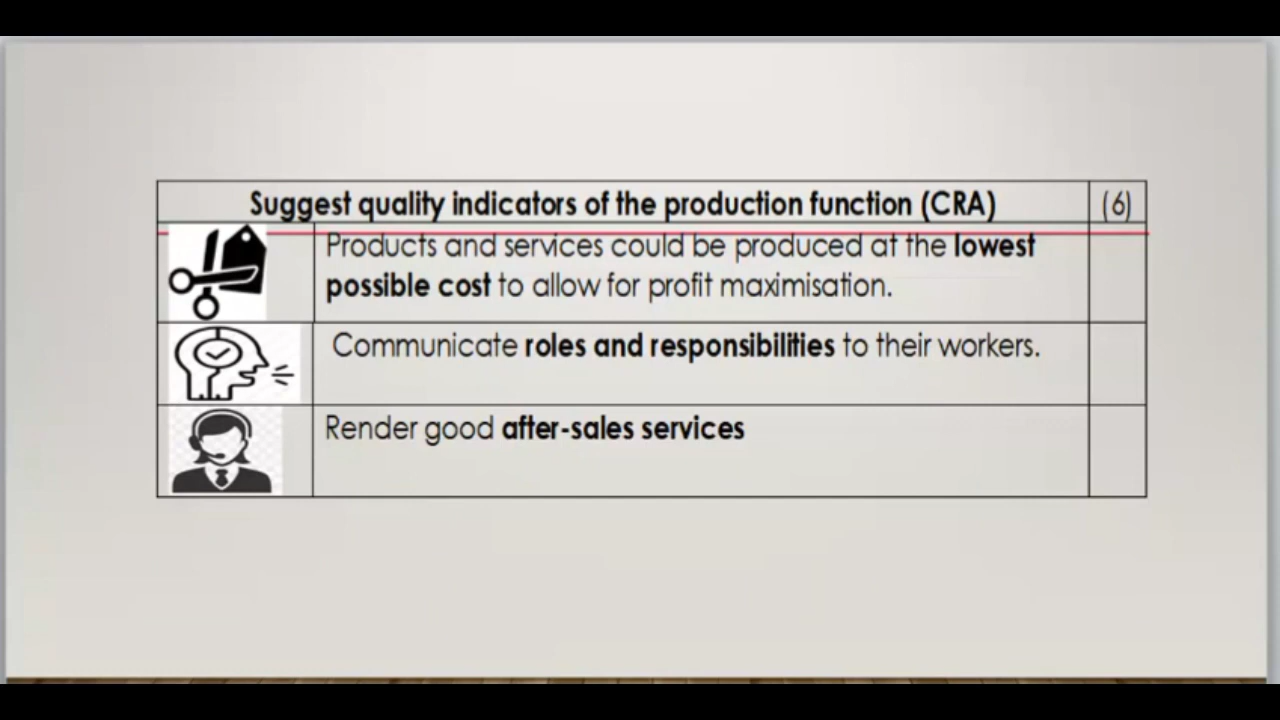 Suggest quality indicators of the production function (CRA) (6)
Products and services could be produced at the lowest
possible cost to allow for profit maximisation.
Communicate roles and responsibilities to their workers.
Render good after-sales services